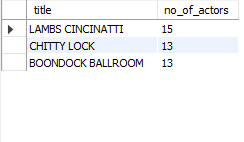 title no_of_actors
LAMBS CINCINATTI 15
CHITTY LOCK 13
BOONDOCK BALLROOM 13